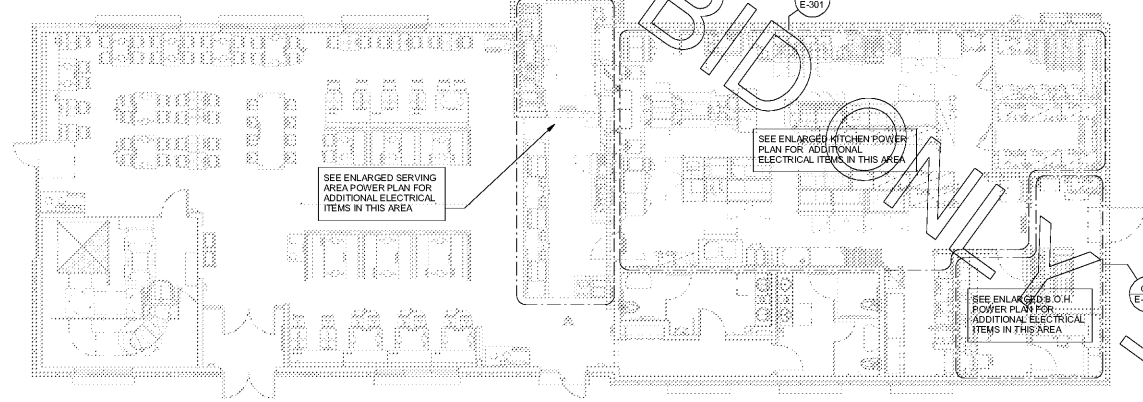 E-301
BID ONLY
SEE ENLARGED KITCHEN POWER
PLAN FOR ADDITIONAL
ELECTRICAL ITEMS IN THIS AREA
SEE ENLARGED SERVING
AREA POWER PLAN FOR
ADDITIONAL ELECTRICAL
ITEMS IN THIS AREA
SEE ENLARGED B.O.H.
POWER PLAN FOR
ADDITIONAL ELECTRICAL
ITEMS IN THIS AREA
E-